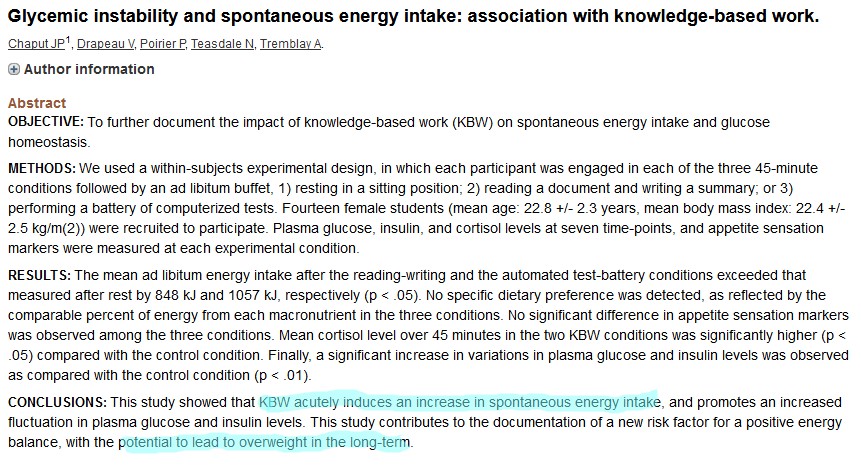 Glycemic instability and spontaneous energy intake: association with knowledge-based work.
Chaput JP1, Drapeau V, Poirier P, Teasdale N, Tremblay A.
Author information
Abstract
OBJECTIVE: To further document the impact of knowledge-based work (KBW) on spontaneous energy intake and glucose
homeostasis.
METHODS: We used a within-subjects experimental design, in which each participant was engaged in each of the three 45-minute
conditions followed by an ad libitum buffet, 1) resting in a sitting position; 2) reading a document and writing a summary; or 3)
performing a battery of computerized tests. Fourteen female students (mean age: 22.8 +/- 2.3 years, mean body mass index: 22.4 +/-
2.5 kg/m(2)) were recruited to participate. Plasma glucose, insulin, and cortisol levels at seven time-points, and appetite sensation
markers were measured at each experimental condition.
RESULTS: The mean ad libitum energy intake after the reading-writing and the automated test-battery conditions exceeded that
measured after rest by 848 kJ and 1057 kJ, respectively (p < .05). No specific dietary preference was detected, as reflected by the
comparable percent of energy from each macronutrient in the three conditions. No significant difference in appetite sensation markers
was observed among the three conditions. Mean cortisol level over 45 minutes in the two KBW conditions was significantly higher (p <
.05) compared with the control condition. Finally, a significant increase in variations in plasma glucose and insulin levels was observed
as compared with the control condition (p < .01).
CONCLUSIONS: This study showed that KBW acutely induces an increase in spontaneous energy intake, and promotes an increased
fluctuation in plasma glucose and insulin levels. This study contributes to the documentation of a new risk factor for a positive energy
balance, with the potential to lead to overweight in the long-term.